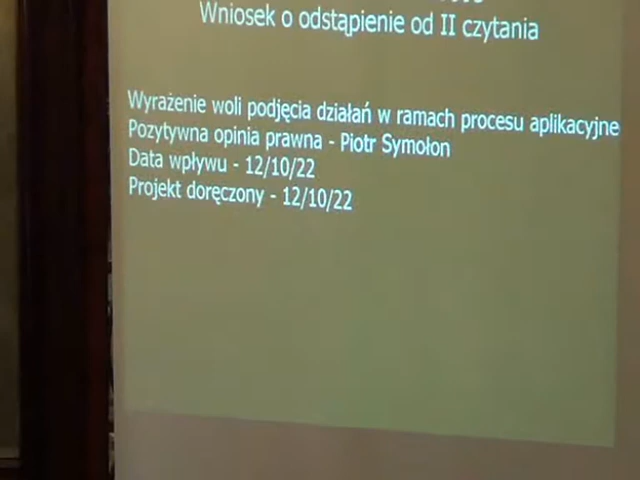 Wniosek o odstąpienie od II czytania
Wyrażenie woli podjęcia działań w ramach procesu aplikacyjne
Pozytywna opinia prawna - Piotr Symołon
Data wpływu - 12/10/22
Projekt doręczony - 12/10/22